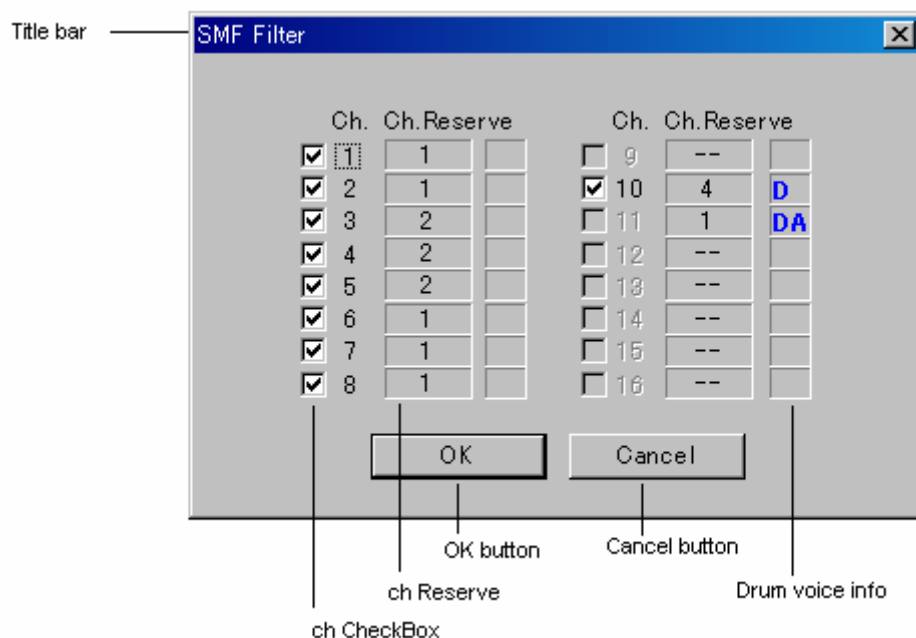 Title bar
SMF Filter
Ch. Ch.Reserve Ch. Ch.Reserve
1 1 9 --
2 1 10 4 D
3 2 11 1 DA
4 2 12 --
5 2 13 --
6 1 14 --
7 1 15 --
8 1 16 --
OK Cancel
OK button Cancel button
ch Reserve Drum voice info
ch CheckBox